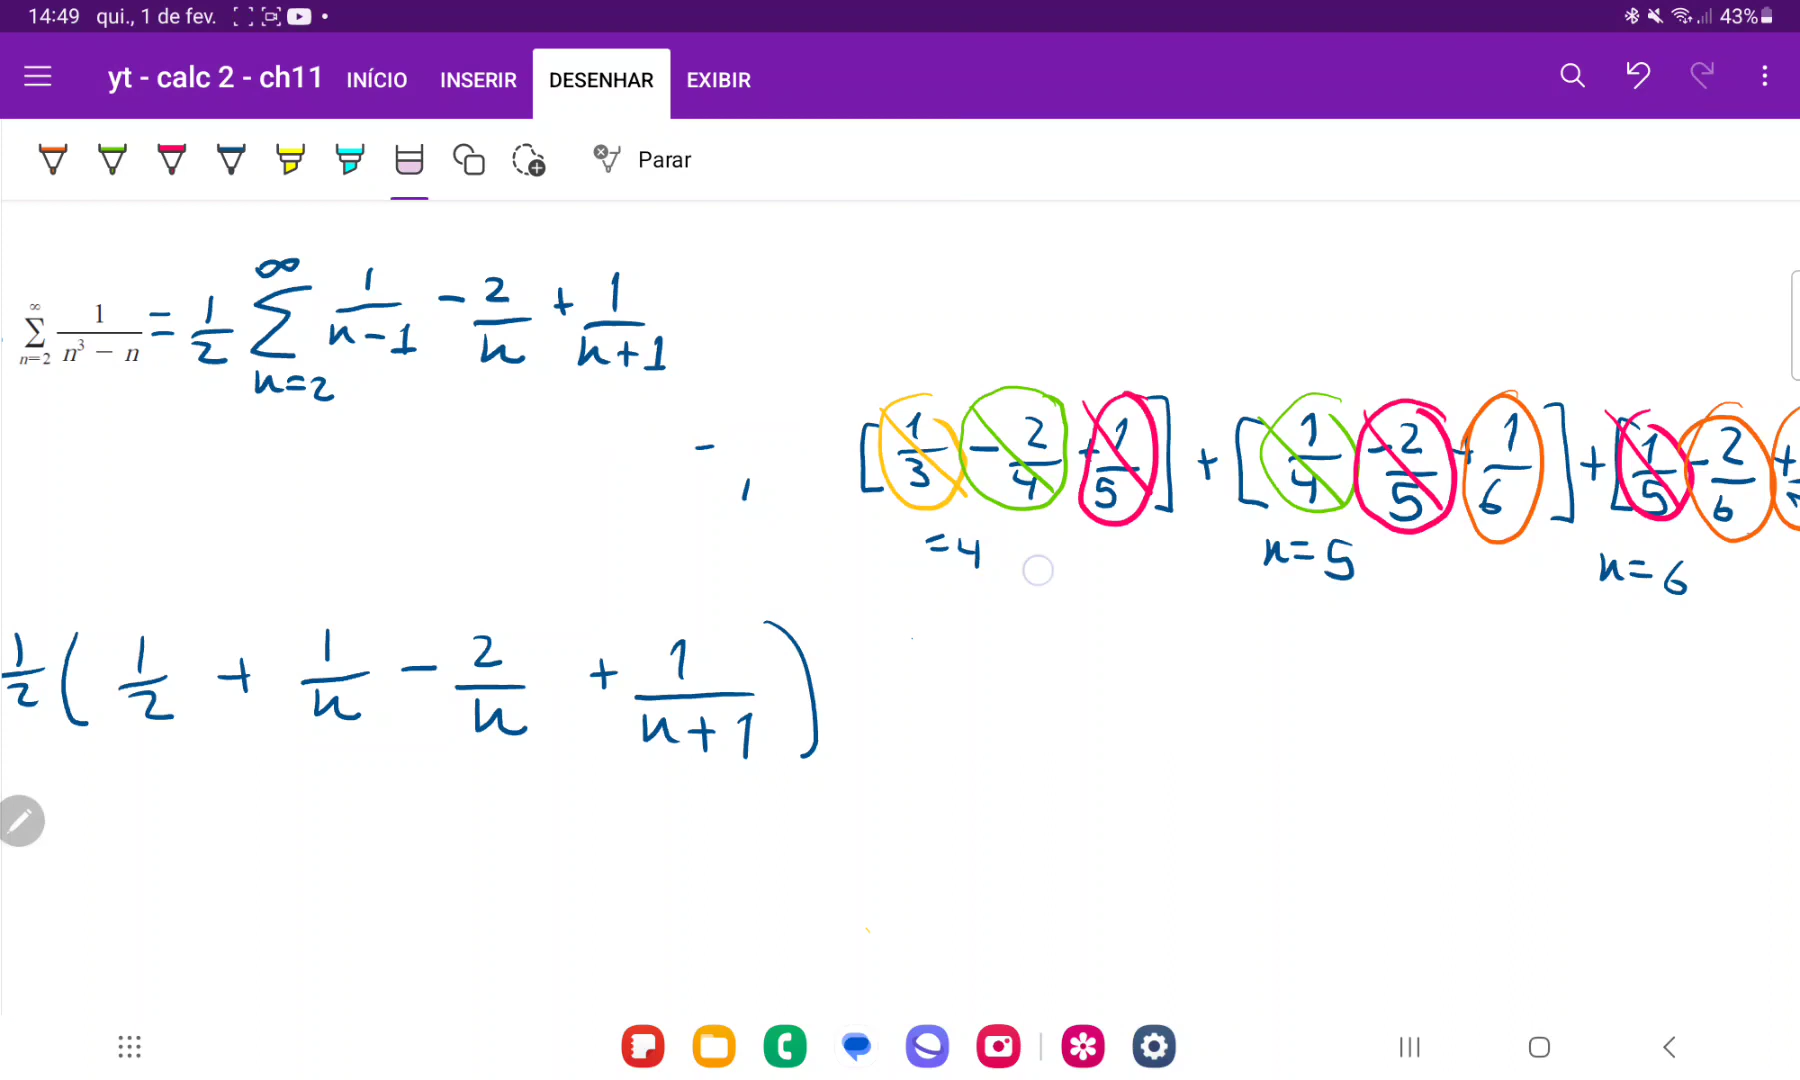 14:49 qui., 1 de fev. 43%
yt - calc 2 - ch11 INÍCIO INSERIR DESENHAR EXIBIR
Parar
∞ ∑ n=2 1/(n³ − n) = 1/2 ∞ ∑ n=2 1/(n−1) − 2/n + 1/(n+1)
[1/3 − 2/4 + 1/5] + [1/4 − 2/5 + 1/6] + [1/5 − 2/6 +
=4 n=5 n=6
1/2 ( 1/2 + 1/n − 2/n + 1/(n+1) )